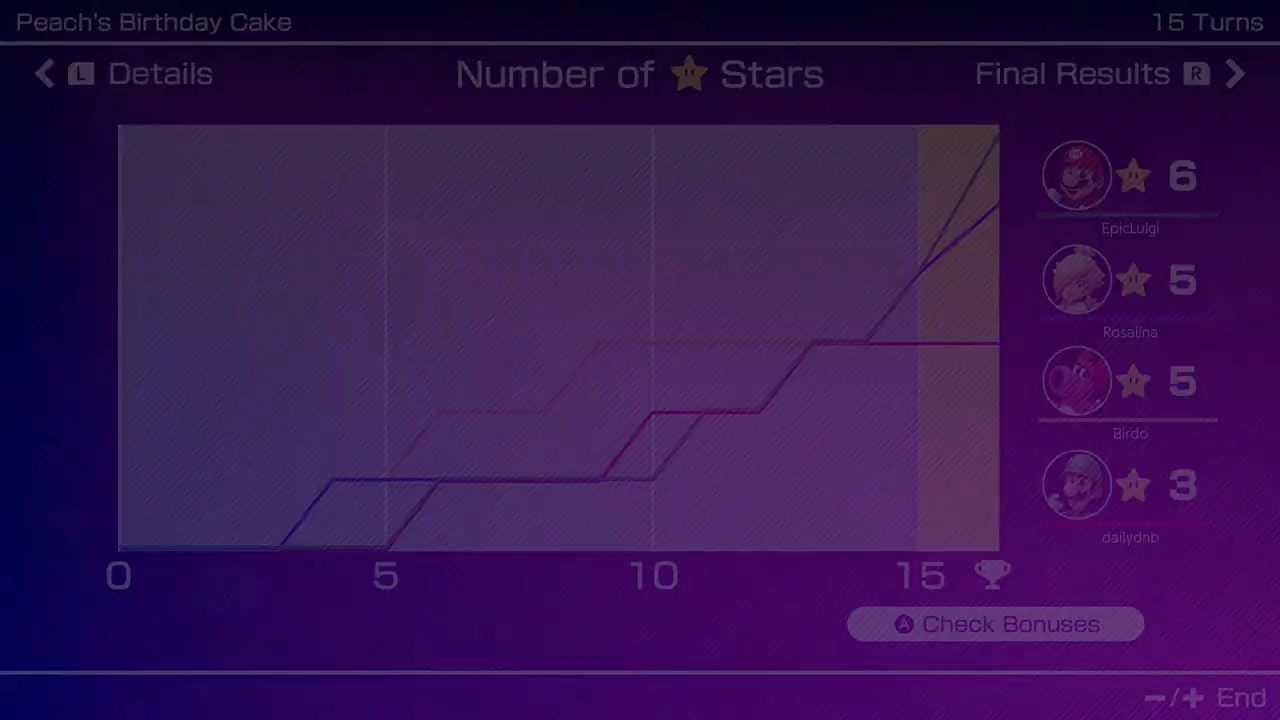 Peach's Birthday Cake
15 Turns
L Details
Number of Stars
Final Results R
6
EpicLuigi
5
Rosalina
5
Birdo
3
dailydnb
0 5 10 15
A Check Bonuses
−/+ End